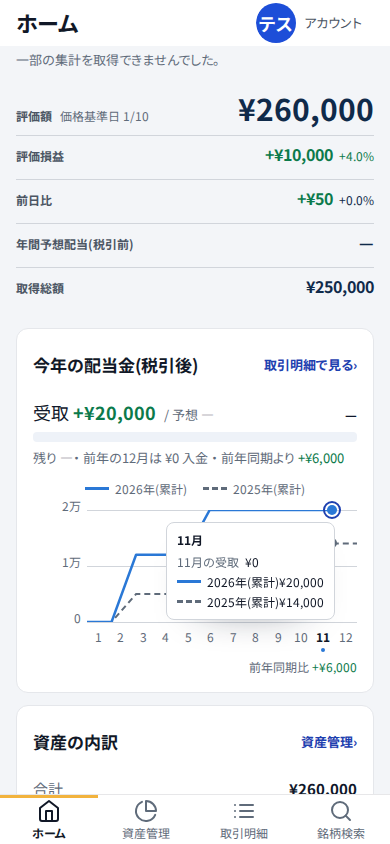 ホーム
テス アカウント
一部の集計を取得できませんでした。
評価額 価格基準日 1/10 ¥260,000
評価損益 +¥10,000 +4.0%
前日比 +¥50 +0.0%
年間予想配当(税引前) —
取得総額 ¥250,000
今年の配当金(税引後) 取引明細で見る›
受取 +¥20,000 / 予想 — —
残り —・前年の12月は ¥0 入金・前年同期より +¥6,000
2026年(累計) 2025年(累計)
2万
1万
0
11月
11月の受取 ¥0
2026年(累計)¥20,000
2025年(累計)¥14,000
1 2 3 4 5 6 7 8 9 10 11 12
前年同期比 +¥6,000
資産の内訳 資産管理›
合計 ¥260,000
ホーム 資産管理 取引明細 銘柄検索